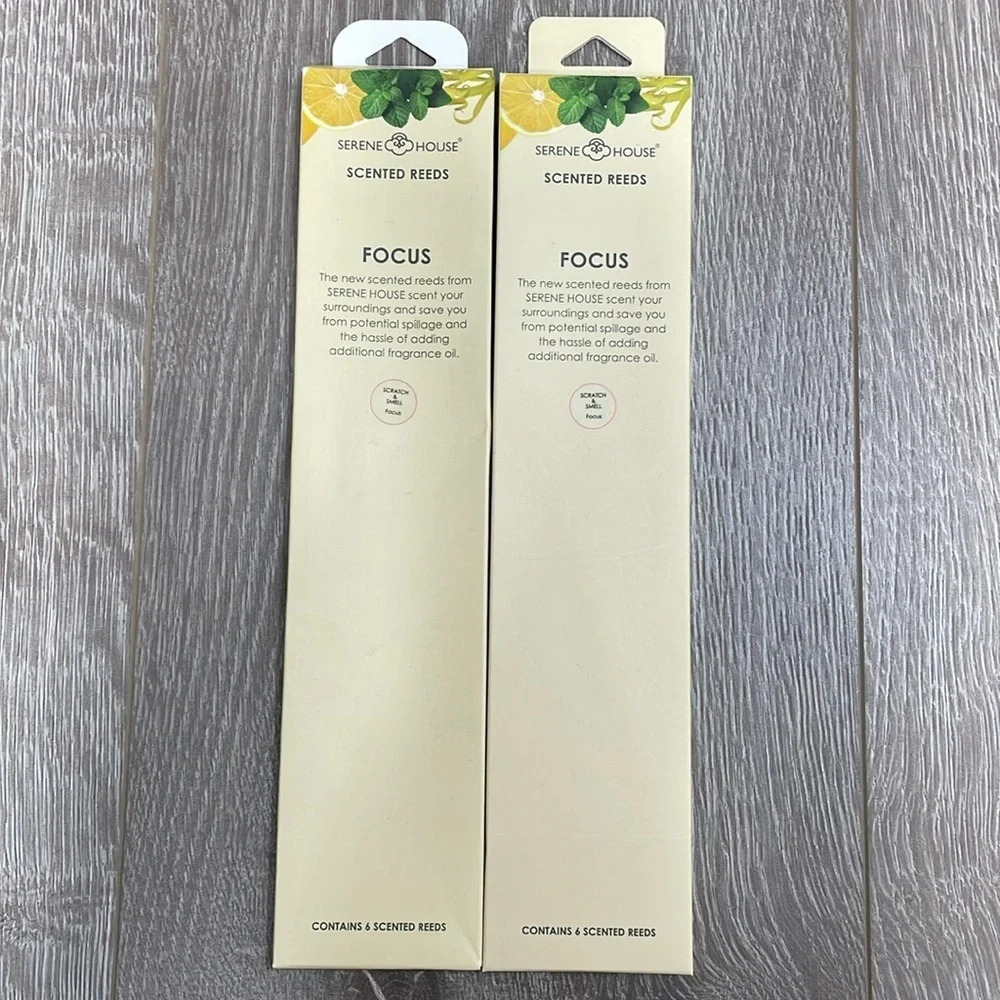 SERENE HOUSE®
SCENTED REEDS
FOCUS
The new scented reeds from
SERENE HOUSE scent your
surroundings and save you
from potential spillage and
the hassle of adding
additional fragrance oil.
SCRATCH
&
SMELL
Focus
CONTAINS 6 SCENTED REEDS
SERENE HOUSE®
SCENTED REEDS
FOCUS
The new scented reeds from
SERENE HOUSE scent your
surroundings and save you
from potential spillage and
the hassle of adding
additional fragrance oil.
SCRATCH
&
SMELL
Focus
CONTAINS 6 SCENTED REEDS